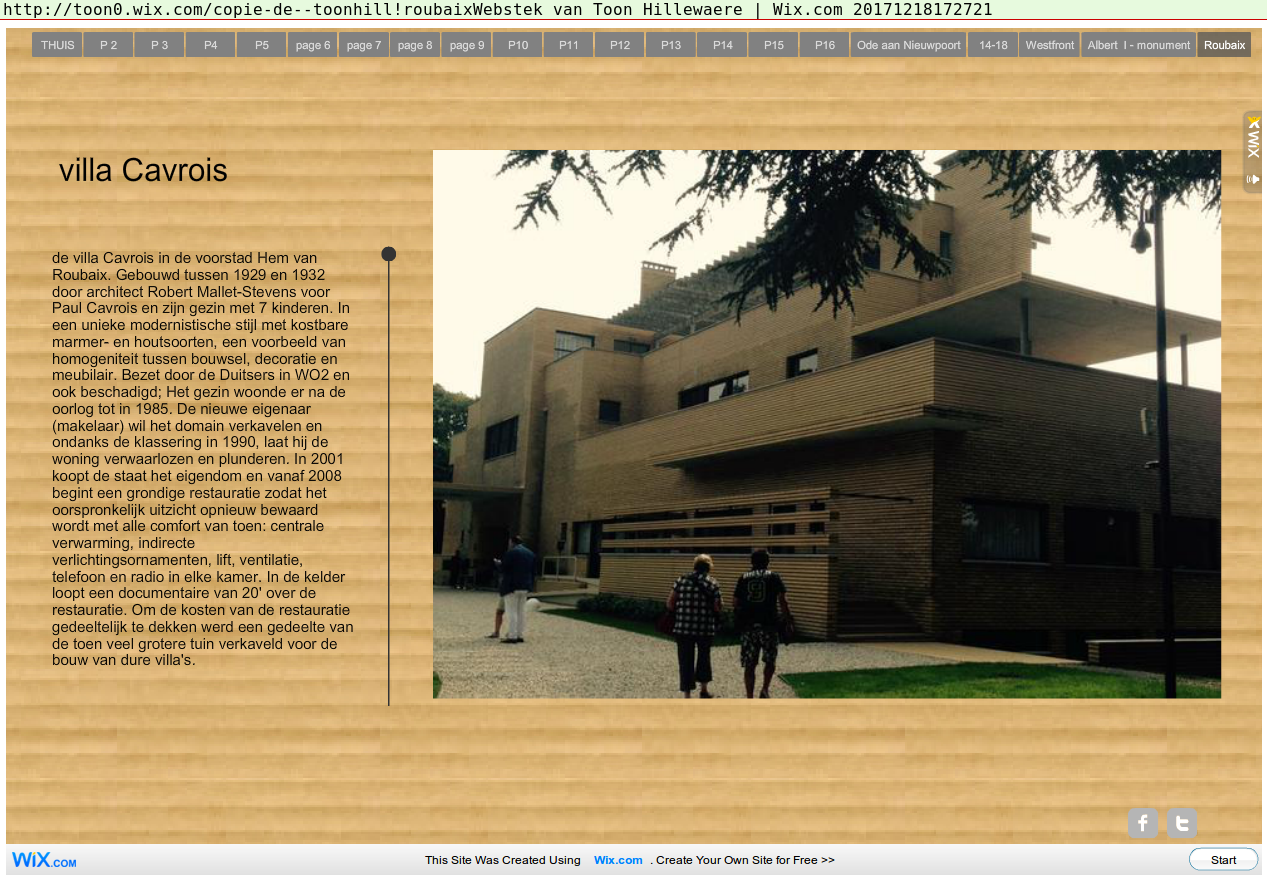 http://toon0.wix.com/copie-de--toonhill!roubaixWebstek van Toon Hillewaere | Wix.com 20171218172721
THUIS P 2 P 3 P4 P5 page 6 page 7 page 8 page 9 P10 P11 P12 P13 P14 P15 P16 Ode aan Nieuwpoort 14-18 Westfront Albert I - monument Roubaix
WiX
villa Cavrois
de villa Cavrois in de voorstad Hem van
Roubaix. Gebouwd tussen 1929 en 1932
door architect Robert Mallet-Stevens voor
Paul Cavrois en zijn gezin met 7 kinderen. In
een unieke modernistische stijl met kostbare
marmer- en houtsoorten, een voorbeeld van
homogeniteit tussen bouwsel, decoratie en
meubilair. Bezet door de Duitsers in WO2 en
ook beschadigd; Het gezin woonde er na de
oorlog tot in 1985. De nieuwe eigenaar
(makelaar) wil het domain verkavelen en
ondanks de klassering in 1990, laat hij de
woning verwaarlozen en plunderen. In 2001
koopt de staat het eigendom en vanaf 2008
begint een grondige restauratie zodat het
oorspronkelijk uitzicht opnieuw bewaard
wordt met alle comfort van toen: centrale
verwarming, indirecte
verlichtingsornamenten, lift, ventilatie,
telefoon en radio in elke kamer. In de kelder
loopt een documentaire van 20' over de
restauratie. Om de kosten van de restauratie
gedeeltelijk te dekken werd een gedeelte van
de toen veel grotere tuin verkaveld voor de
bouw van dure villa's.
9
WiX.COM This Site Was Created Using Wix.com . Create Your Own Site for Free >> Start